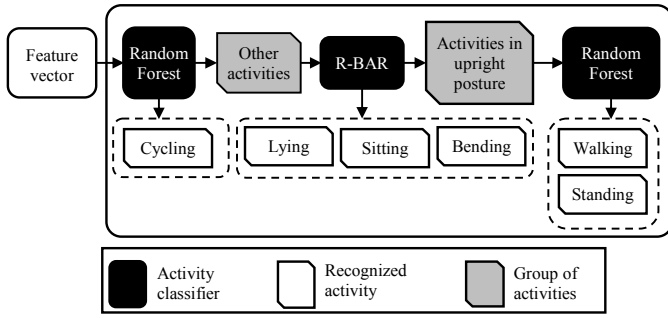 Feature
vector
Random
Forest
Other
activities
R-BAR
Activities in
upright
posture
Random
Forest
Cycling
Lying
Sitting
Bending
Walking
Standing
Activity
classifier
Recognized
activity
Group of
activities